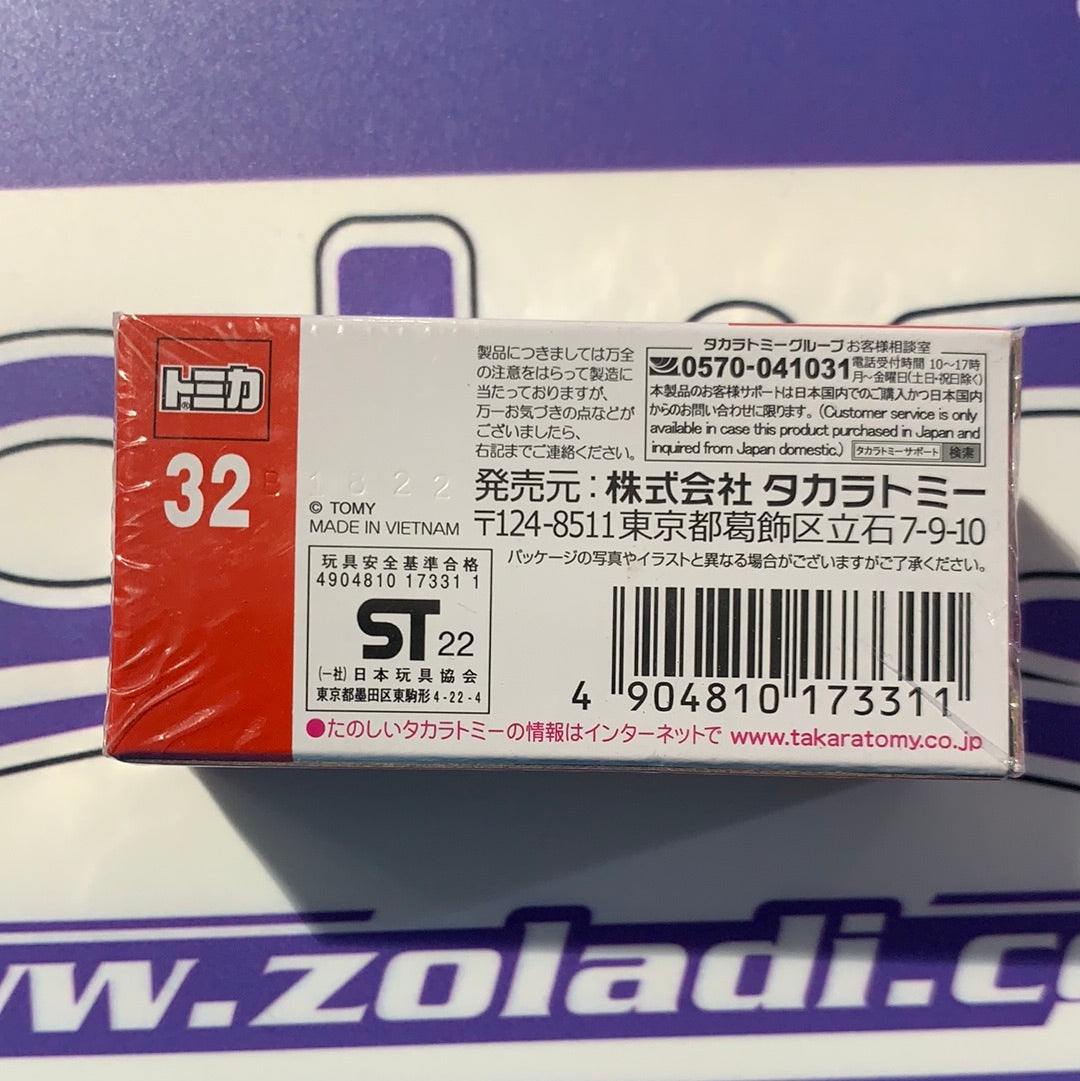 トミカ
®
32
B1622
© TOMY
MADE IN VIETNAM
玩具安全基準合格
4904810 17331 1
ST 22
(一社)日本玩具協会
東京都墨田区東駒形4-22-4
製品につきましては万全
の注意をはらって製造に
当たっておりますが、
万一お気づきの点などが
ございましたら、
右記までご連絡ください。
タカラトミーグループお客様相談室
0570-041031
電話受付時間 10〜17時
月〜金曜日(土日・祝日除く)
本製品のお客様サポートは日本国内でのご購入かつ日本国内
からのお問い合わせに限ります。(Customer service is only
available in case this product purchased in Japan and
inquired from Japan domestic.) タカラトミーサポート 検索
発売元:株式会社 タカラトミー
〒124-8511東京都葛飾区立石7-9-10
パッケージの写真やイラストと異なる場合がございますがご了承ください。
4 904810 173311
●たのしいタカラトミーの情報はインターネットで www.takaratomy.co.jp
www.zoladi.co